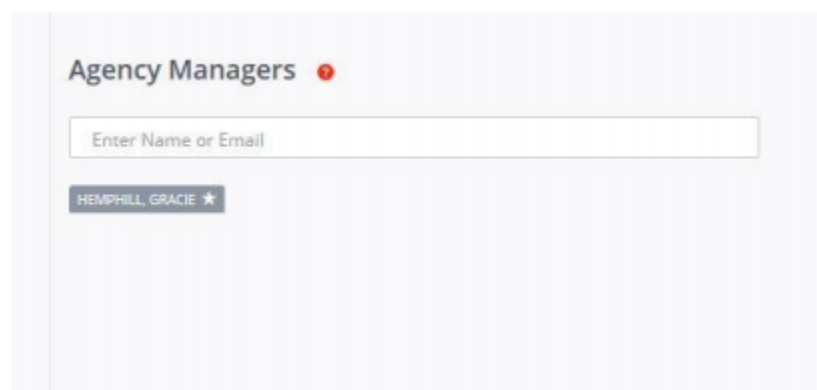 Agency Managers ?
Enter Name or Email
HEMPHILL, GRACIE ★